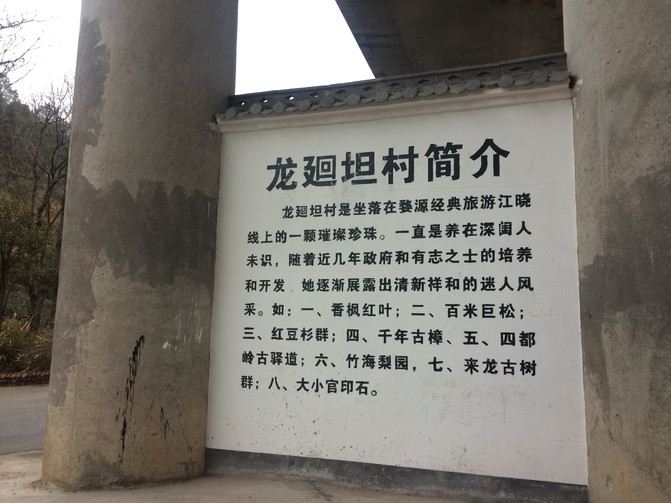 龙廻坦村简介
龙廻坦村是坐落在婺源经典旅游江晓
线上的一颗璀璨珍珠。一直是养在深闺人
未识，随着近几年政府和有志之士的培养
和开发，她逐渐展露出清新祥和的迷人风
采。如：一、香枫红叶；二、百米巨松；
三、红豆杉群；四、千年古樟、五、四都
岭古驿道；六、竹海梨园，七、来龙古树
群；八、大小官印石。